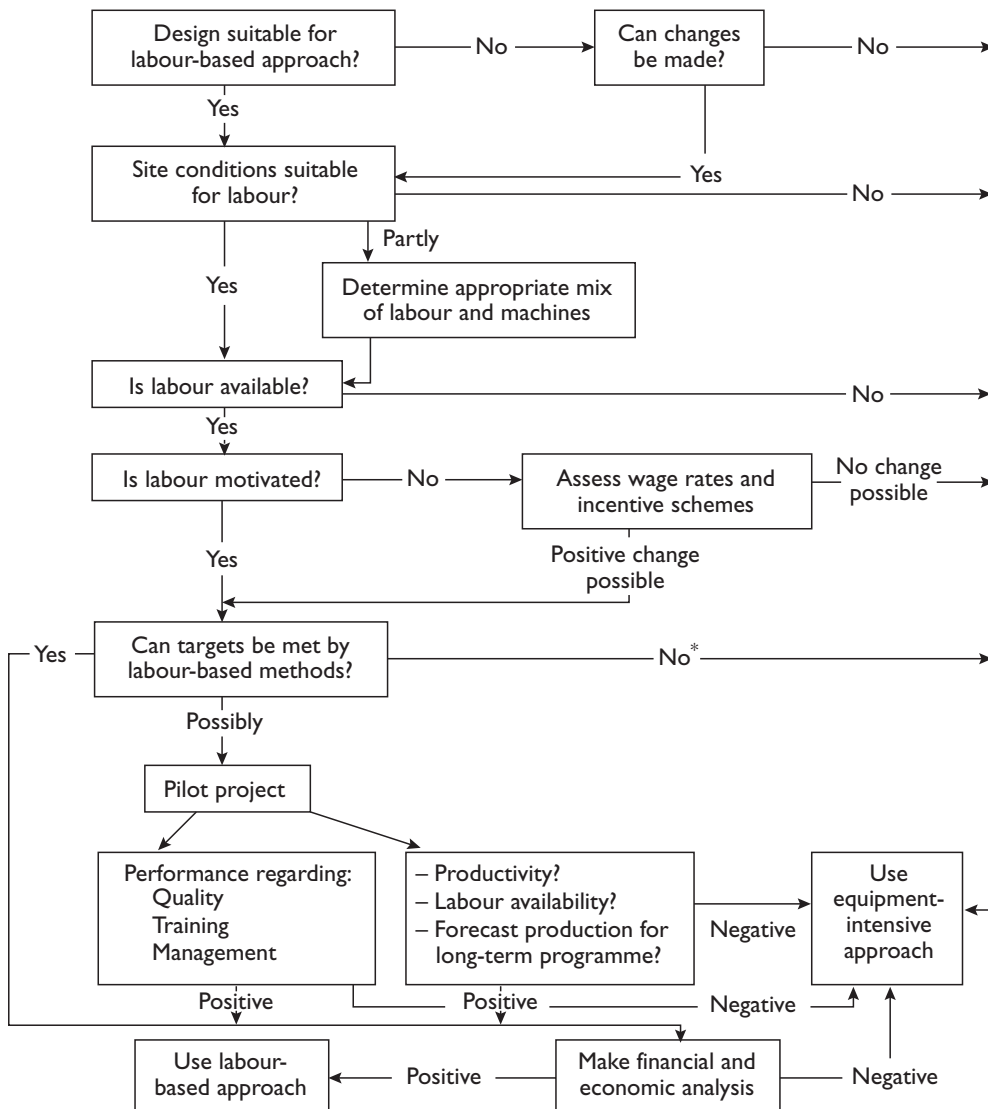 Design suitable for
labour-based approach?
No
Can changes
be made?
No
Yes
Site conditions suitable
for labour?
Yes
No
Partly
Yes
Determine appropriate mix
of labour and machines
Is labour available?
No
Yes
Is labour motivated?
No
Assess wage rates and
incentive schemes
No change
possible
Yes
Positive change
possible
Yes
Can targets be met by
labour-based methods?
No*
Possibly
Pilot project
Performance regarding:
Quality
Training
Management
– Productivity?
– Labour availability?
– Forecast production for
long-term programme?
Negative
Use
equipment-
intensive
approach
Positive
Positive
Negative
Use labour-
based approach
Positive
Make financial and
economic analysis
Negative